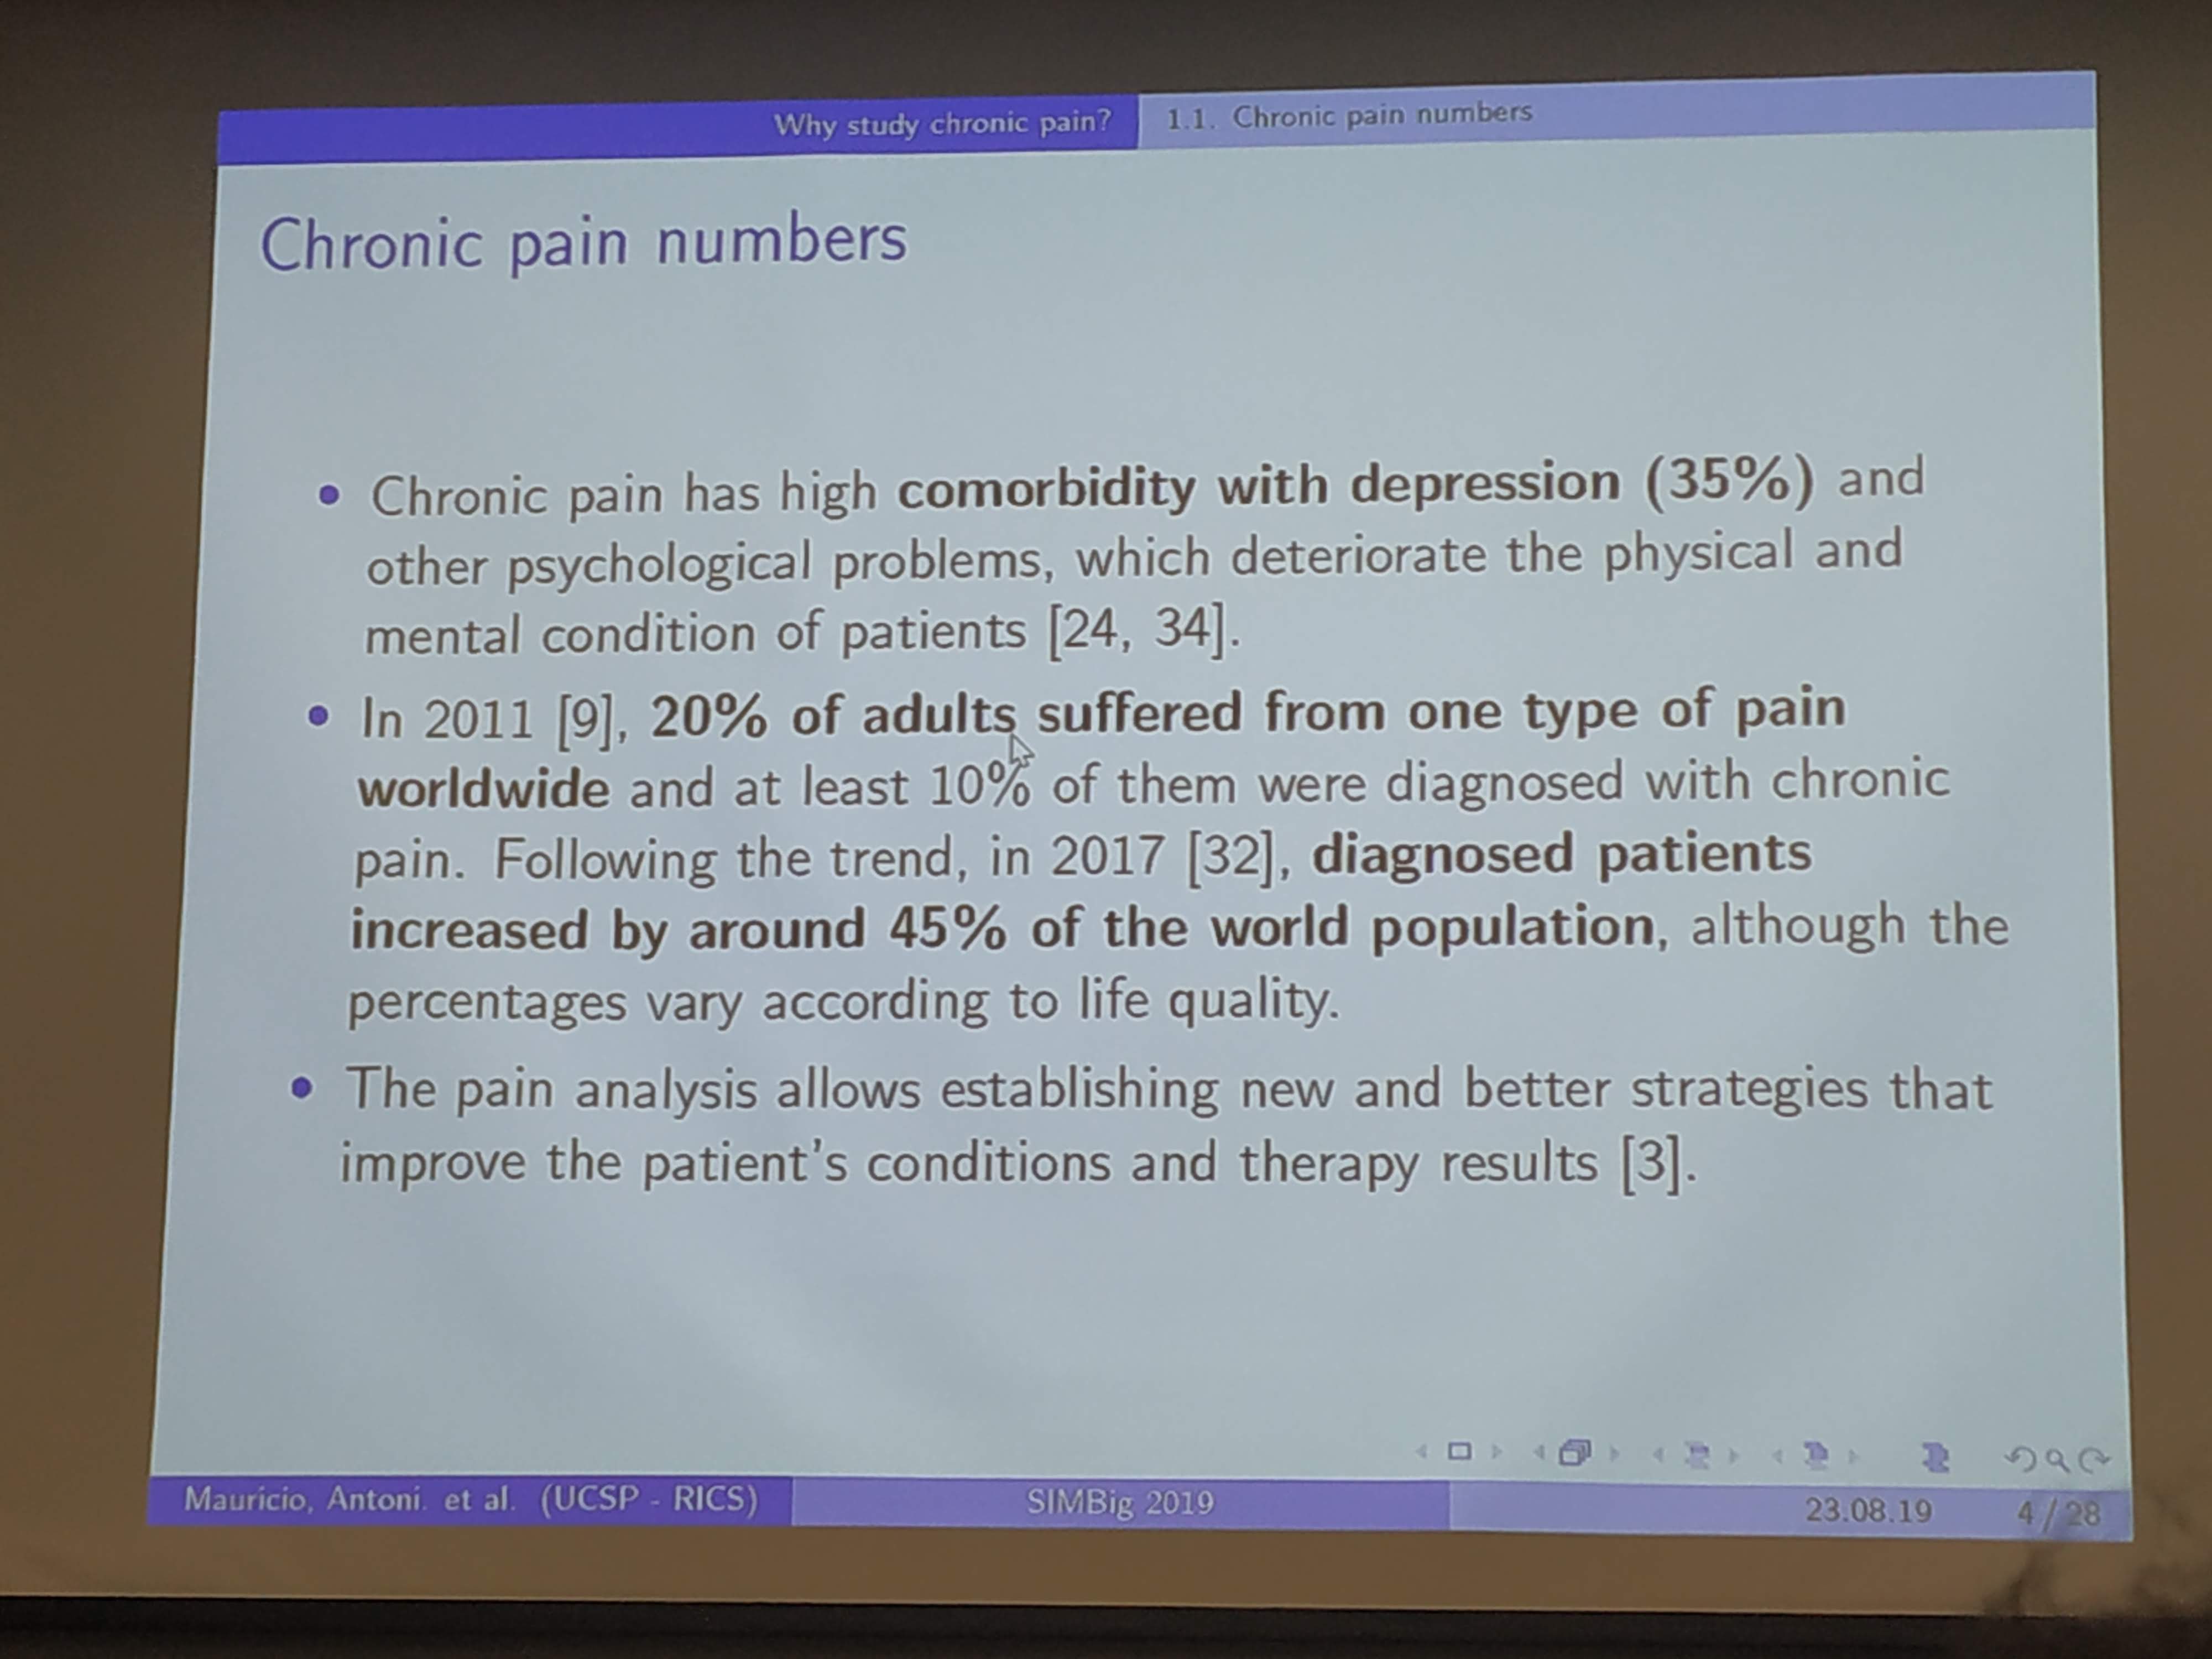 Why study chronic pain?
1.1. Chronic pain numbers
Chronic pain numbers
• Chronic pain has high comorbidity with depression (35%) and
other psychological problems, which deteriorate the physical and
mental condition of patients [24, 34].
• In 2011 [9], 20% of adults suffered from one type of pain
worldwide and at least 10% of them were diagnosed with chronic
pain. Following the trend, in 2017 [32], diagnosed patients
increased by around 45% of the world population, although the
percentages vary according to life quality.
• The pain analysis allows establishing new and better strategies that
improve the patient's conditions and therapy results [3].
Mauricio, Antoni. et al. (UCSP - RICS)
SIMBig 2019
23.08.19
4 / 28